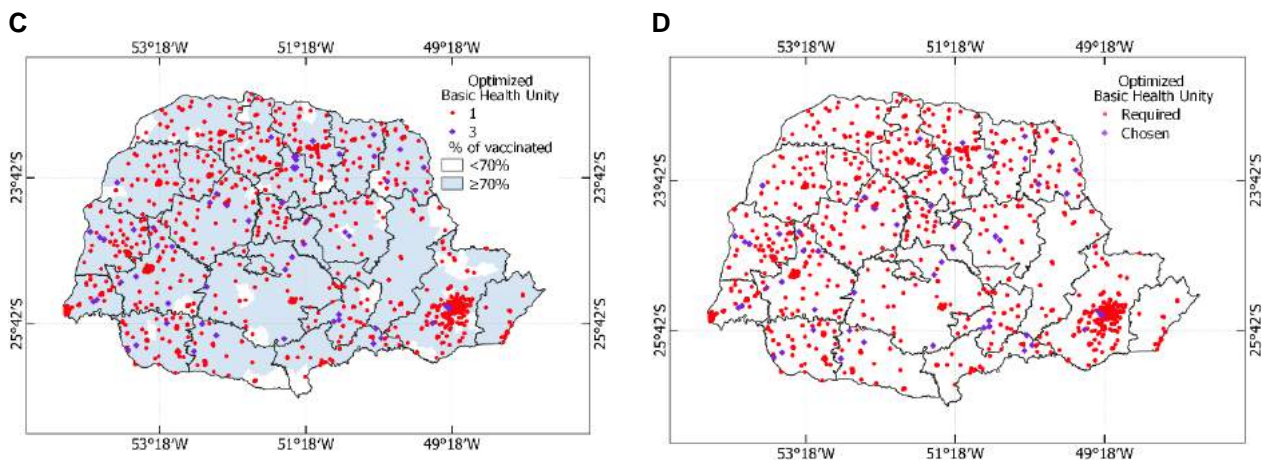 C
53°18'W 51°18'W 49°18'W
Optimized
Basic Health Unity
1
3
% of vaccinated
<70%
≥70%
23°42'S 23°42'S
25°42'S 25°42'S
53°18'W 51°18'W 49°18'W
D
53°18'W 51°18'W 49°18'W
Optimized
Basic Health Unity
Required
Chosen
23°42'S 23°42'S
25°42'S 25°42'S
53°18'W 51°18'W 49°18'W